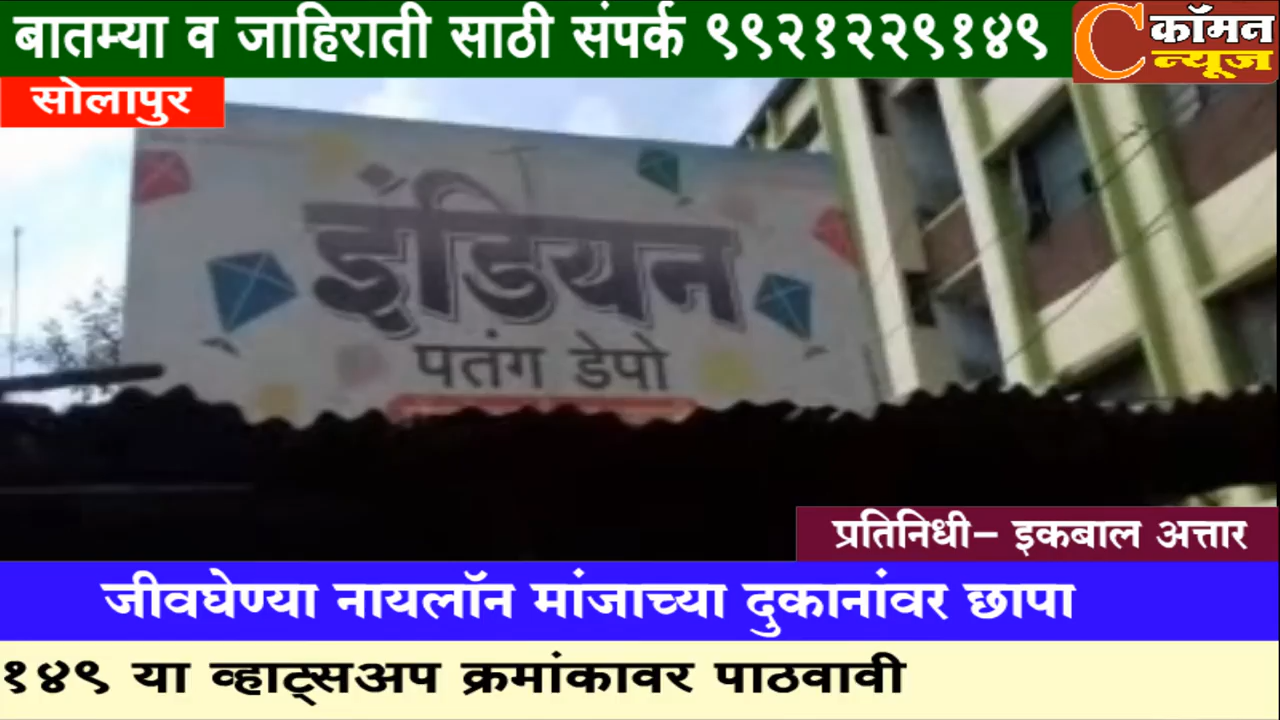 बातम्या व जाहिराती साठी संपर्क ९९२१२२९१४९
C कॉमन
न्यूज
सोलापुर
इंडियन
पतंग डेपो
प्रतिनिधी– इकबाल अत्तार
जीवघेण्या नायलॉन मांजाच्या दुकानांवर छापा
१४९ या व्हाट्सअप क्रमांकावर पाठवावी